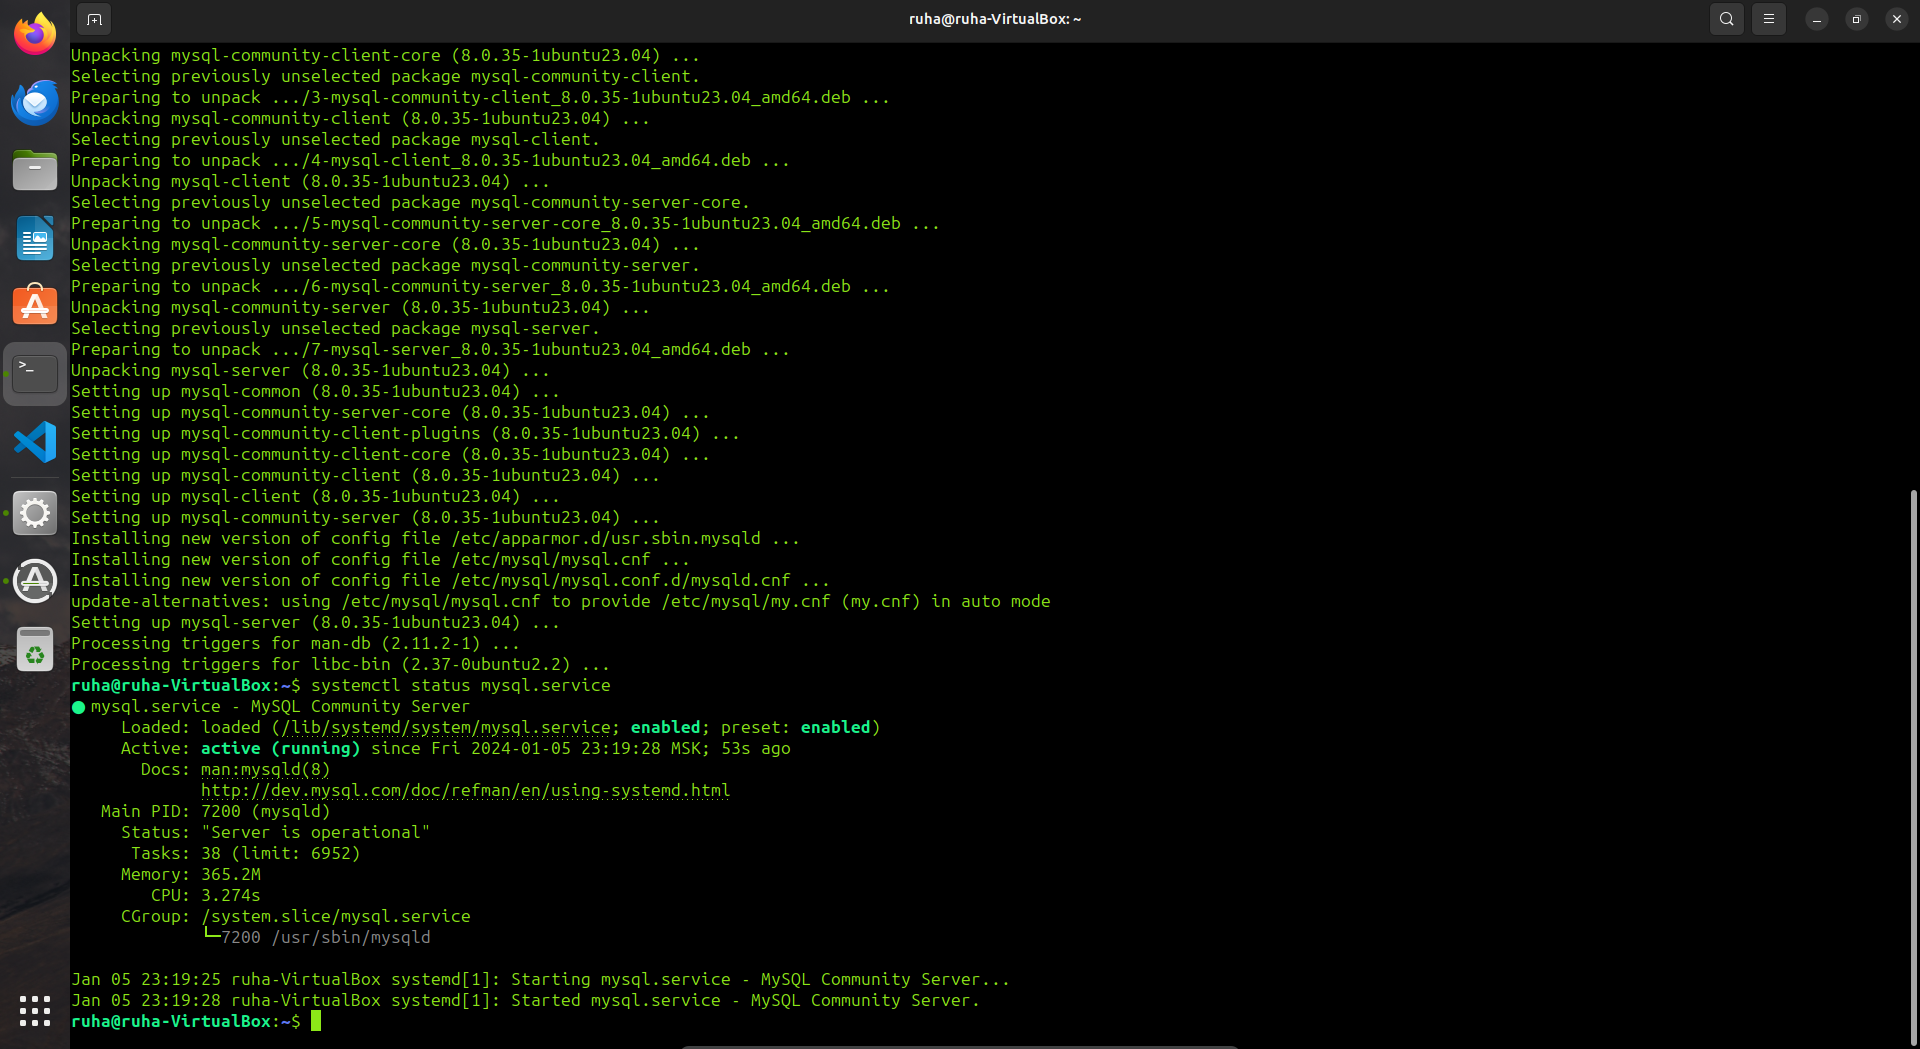 ruha@ruha-VirtualBox: ~
Unpacking mysql-community-client-core (8.0.35-1ubuntu23.04) ...
Selecting previously unselected package mysql-community-client.
Preparing to unpack .../3-mysql-community-client_8.0.35-1ubuntu23.04_amd64.deb ...
Unpacking mysql-community-client (8.0.35-1ubuntu23.04) ...
Selecting previously unselected package mysql-client.
Preparing to unpack .../4-mysql-client_8.0.35-1ubuntu23.04_amd64.deb ...
Unpacking mysql-client (8.0.35-1ubuntu23.04) ...
Selecting previously unselected package mysql-community-server-core.
Preparing to unpack .../5-mysql-community-server-core_8.0.35-1ubuntu23.04_amd64.deb ...
Unpacking mysql-community-server-core (8.0.35-1ubuntu23.04) ...
Selecting previously unselected package mysql-community-server.
Preparing to unpack .../6-mysql-community-server_8.0.35-1ubuntu23.04_amd64.deb ...
Unpacking mysql-community-server (8.0.35-1ubuntu23.04) ...
Selecting previously unselected package mysql-server.
Preparing to unpack .../7-mysql-server_8.0.35-1ubuntu23.04_amd64.deb ...
Unpacking mysql-server (8.0.35-1ubuntu23.04) ...
Setting up mysql-common (8.0.35-1ubuntu23.04) ...
Setting up mysql-community-server-core (8.0.35-1ubuntu23.04) ...
Setting up mysql-community-client-plugins (8.0.35-1ubuntu23.04) ...
Setting up mysql-community-client-core (8.0.35-1ubuntu23.04) ...
Setting up mysql-community-client (8.0.35-1ubuntu23.04) ...
Setting up mysql-client (8.0.35-1ubuntu23.04) ...
Setting up mysql-community-server (8.0.35-1ubuntu23.04) ...
Installing new version of config file /etc/apparmor.d/usr.sbin.mysqld ...
Installing new version of config file /etc/mysql/mysql.cnf ...
Installing new version of config file /etc/mysql/mysql.conf.d/mysqld.cnf ...
update-alternatives: using /etc/mysql/mysql.cnf to provide /etc/mysql/my.cnf (my.cnf) in auto mode
Setting up mysql-server (8.0.35-1ubuntu23.04) ...
Processing triggers for man-db (2.11.2-1) ...
Processing triggers for libc-bin (2.37-0ubuntu2.2) ...
ruha@ruha-VirtualBox:~$ systemctl status mysql.service
● mysql.service - MySQL Community Server
Loaded: loaded (/lib/systemd/system/mysql.service; enabled; preset: enabled)
Active: active (running) since Fri 2024-01-05 23:19:28 MSK; 53s ago
Docs: man:mysqld(8)
http://dev.mysql.com/doc/refman/en/using-systemd.html
Main PID: 7200 (mysqld)
Status: "Server is operational"
Tasks: 38 (limit: 6952)
Memory: 365.2M
CPU: 3.274s
CGroup: /system.slice/mysql.service
└─7200 /usr/sbin/mysqld
Jan 05 23:19:25 ruha-VirtualBox systemd[1]: Starting mysql.service - MySQL Community Server...
Jan 05 23:19:28 ruha-VirtualBox systemd[1]: Started mysql.service - MySQL Community Server.
ruha@ruha-VirtualBox:~$